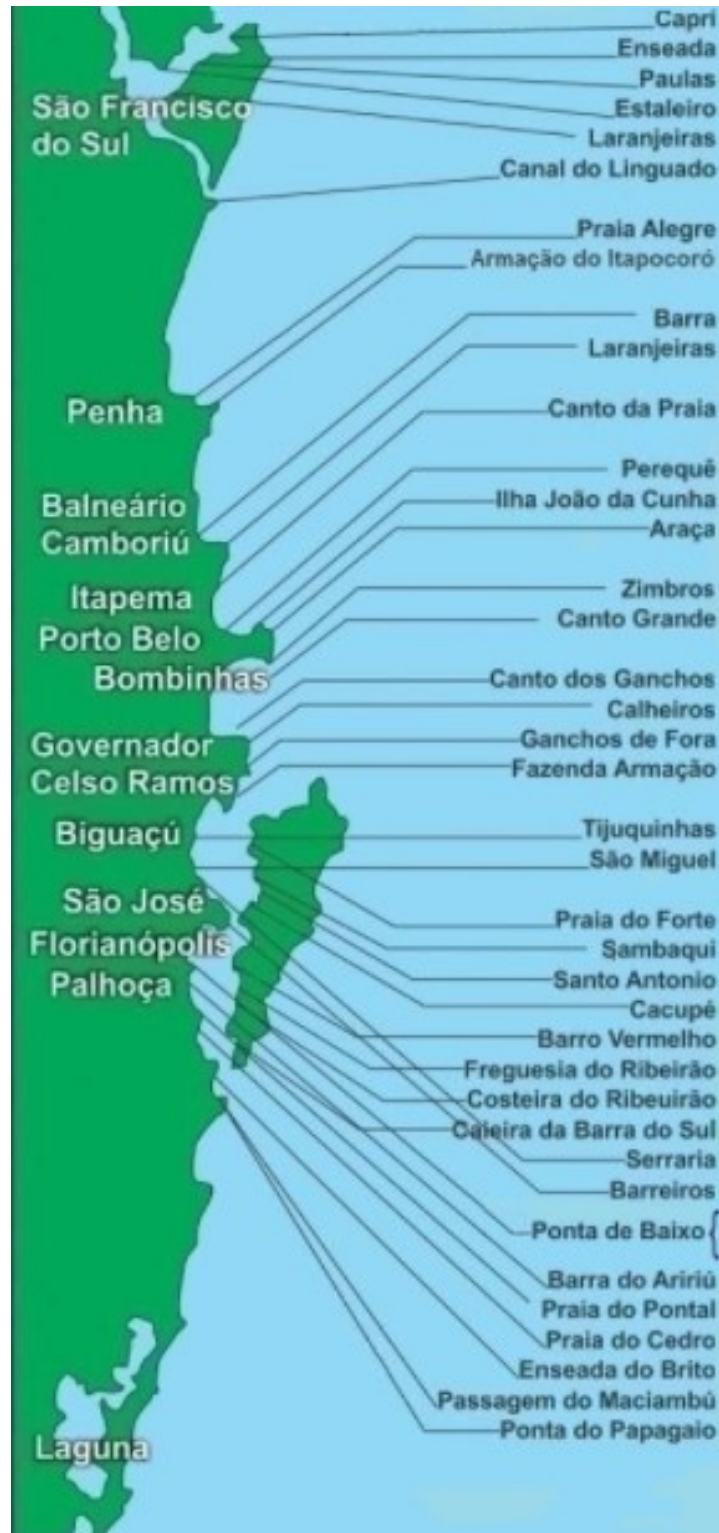 Capri
Enseada
Paulas
Estaleiro
São Francisco
do Sul
Laranjeiras
Canal do Linguado
Praia Alegre
Armação do Itapocoró
Barra
Laranjeiras
Penha
Canto da Praia
Perequê
Balneário
Camboriú
Ilha João da Cunha
Araça
Itapema
Zimbros
Porto Belo
Canto Grande
Bombinhas
Canto dos Ganchos
Calheiros
Governador
Celso Ramos
Ganchos de Fora
Fazenda Armação
Biguaçú
Tijuquinhas
São Miguel
São José
Praia do Forte
Florianópolis
Sambaqui
Palhoça
Santo Antonio
Cacupé
Barro Vermelho
Freguesia do Ribeirão
Costeira do Ribeuirão
Caieira da Barra do Sul
Serraria
Barreiros
Ponta de Baixo
Barra do Aririú
Praia do Pontal
Praia do Cedro
Enseada do Brito
Passagem do Maciambú
Ponta do Papagaio
Laguna